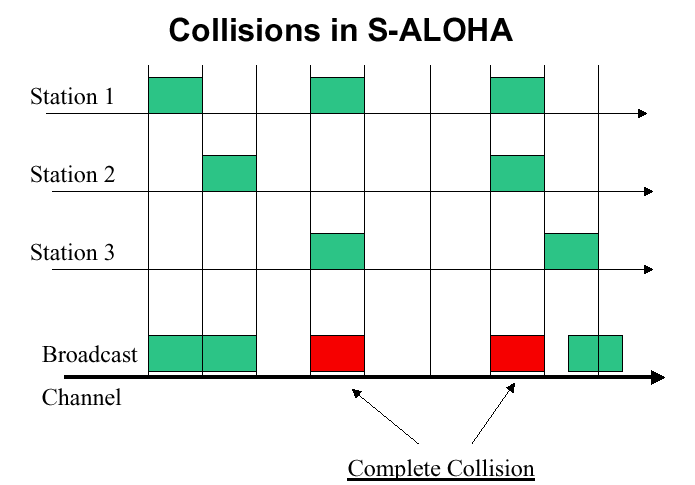 Collisions in S-ALOHA
Station 1
Station 2
Station 3
Broadcast
Channel
Complete Collision